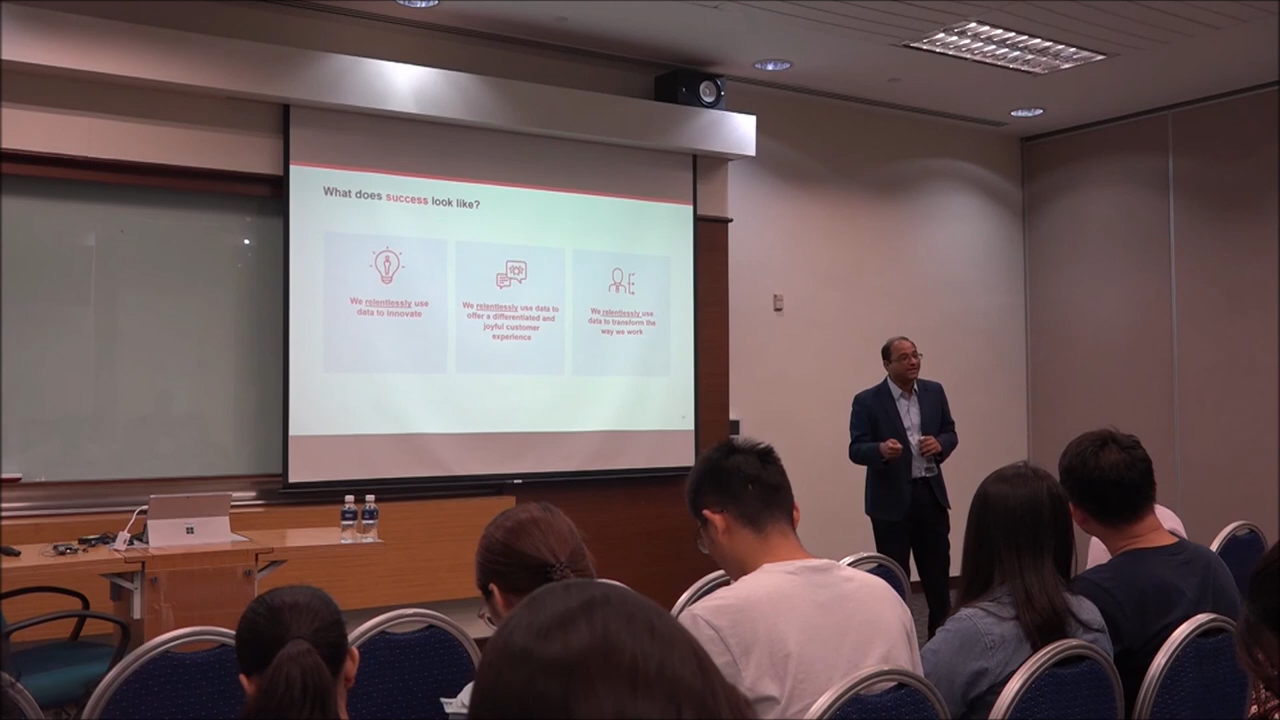 What does success look like?
We relentlessly use
data to innovate
We relentlessly use data to
offer a differentiated and
joyful customer
experience
We relentlessly use
data to transform the
way we work